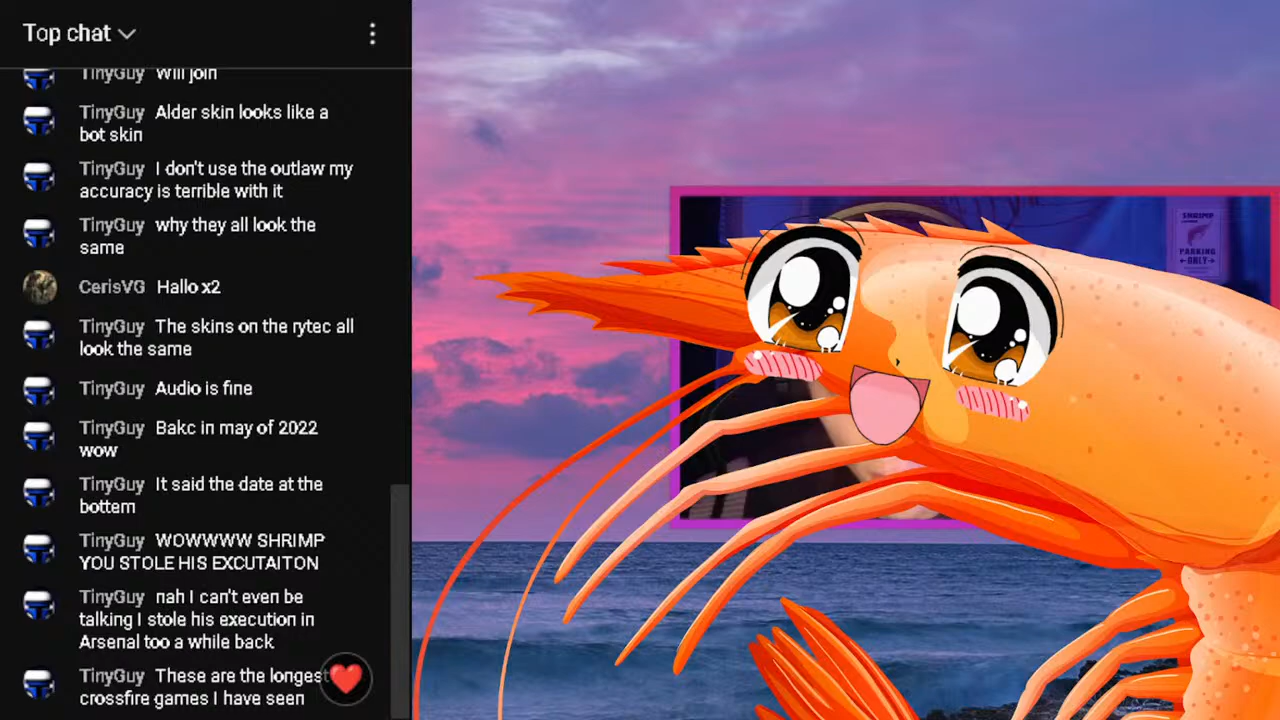 Top chat
TinyGuy Will join
TinyGuy Alder skin looks like a
bot skin
TinyGuy I don't use the outlaw my
accuracy is terrible with it
TinyGuy why they all look the
same
CerisVG Hallo x2
TinyGuy The skins on the rytec all
look the same
TinyGuy Audio is fine
TinyGuy Bakc in may of 2022
wow
TinyGuy It said the date at the
bottem
TinyGuy WOWWWW SHRIMP
YOU STOLE HIS EXCUTAITON
TinyGuy nah I can't even be
talking I stole his execution in
Arsenal too a while back
TinyGuy These are the longest
crossfire games I have seen
SHRIMP
PARKING
ONLY